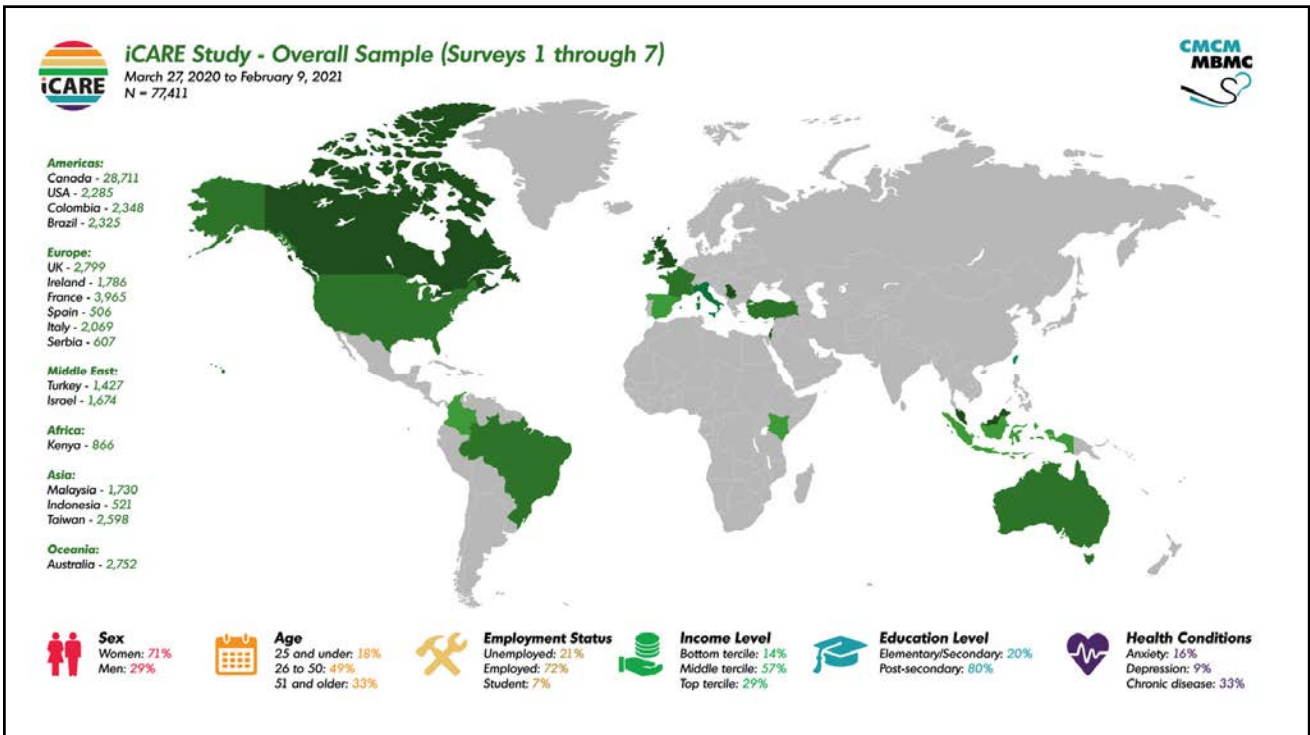 iCARE
iCARE Study - Overall Sample (Surveys 1 through 7)
March 27, 2020 to February 9, 2021
N = 77,411
CMCM
MBMC
Americas:
Canada - 28,711
USA - 2,285
Colombia - 2,348
Brazil - 2,325
Europe:
UK - 2,799
Ireland - 1,786
France - 3,965
Spain - 506
Italy - 2,069
Serbia - 607
Middle East:
Turkey - 1,427
Israel - 1,674
Africa:
Kenya - 866
Asia:
Malaysia - 1,730
Indonesia - 521
Taiwan - 2,598
Oceania:
Australia - 2,752
Sex
Women: 71%
Men: 29%
Age
25 and under: 18%
26 to 50: 49%
51 and older: 33%
Employment Status
Unemployed: 21%
Employed: 72%
Student: 7%
Income Level
Bottom tercile: 14%
Middle tercile: 57%
Top tercile: 29%
Education Level
Elementary/Secondary: 20%
Post-secondary: 80%
Health Conditions
Anxiety: 16%
Depression: 9%
Chronic disease: 33%